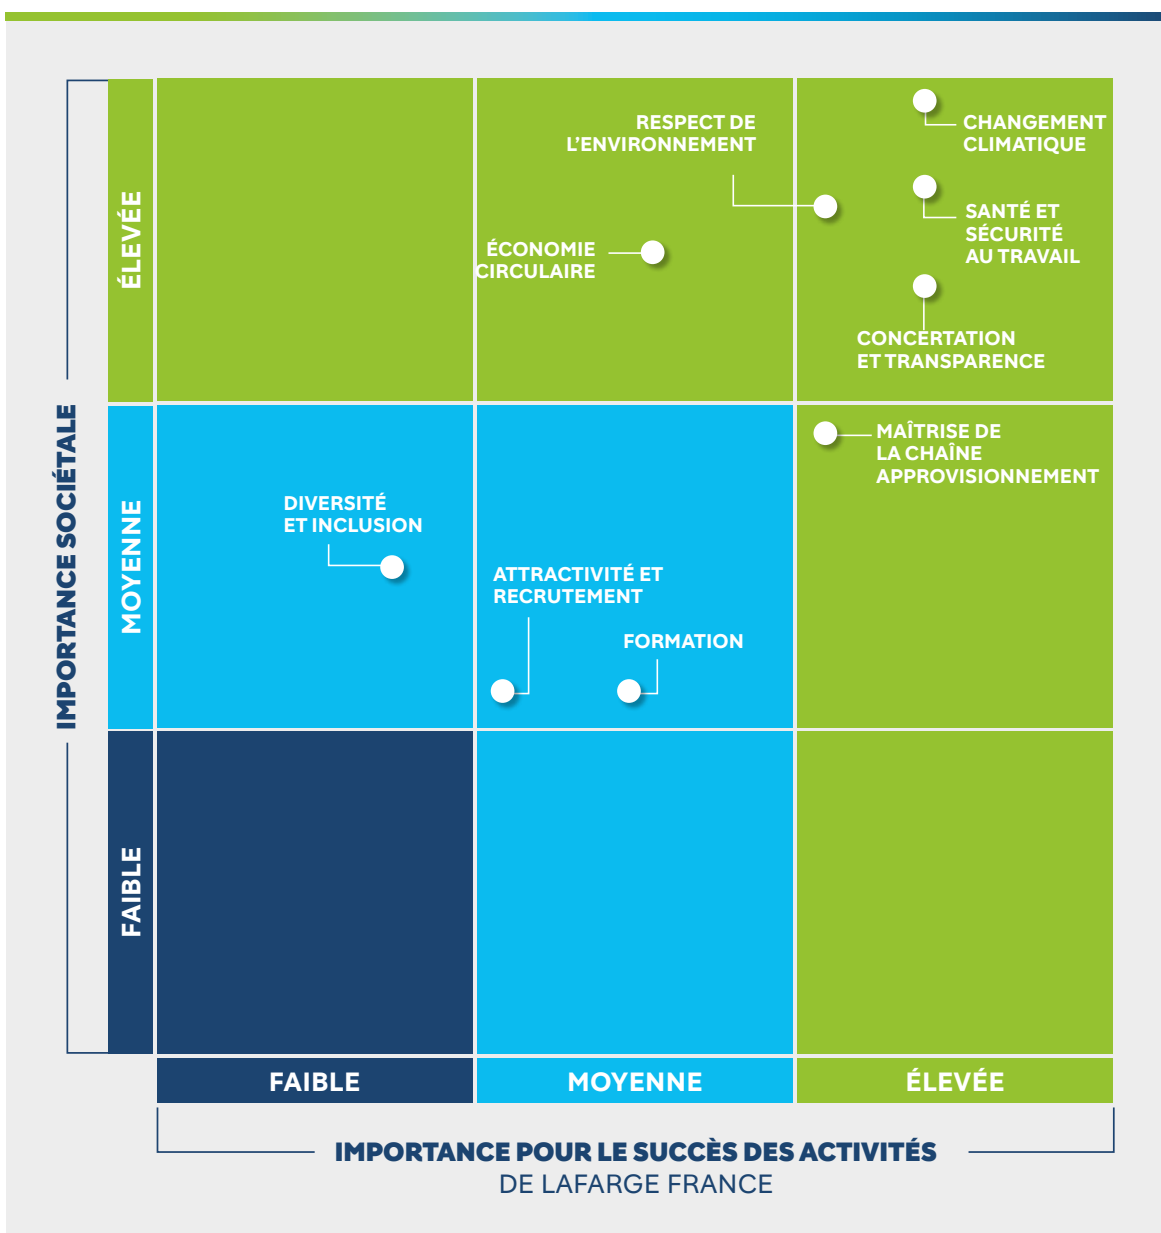 IMPORTANCE SOCIÉTALE
ÉLEVÉE
MOYENNE
FAIBLE
RESPECT DE
L'ENVIRONNEMENT
CHANGEMENT
CLIMATIQUE
ÉCONOMIE
CIRCULAIRE
SANTÉ ET
SÉCURITÉ
AU TRAVAIL
CONCERTATION
ET TRANSPARENCE
MAÎTRISE DE
LA CHAÎNE
APPROVISIONNEMENT
DIVERSITÉ
ET INCLUSION
ATTRACTIVITÉ ET
RECRUTEMENT
FORMATION
FAIBLE
MOYENNE
ÉLEVÉE
IMPORTANCE POUR LE SUCCÈS DES ACTIVITÉS
DE LAFARGE FRANCE